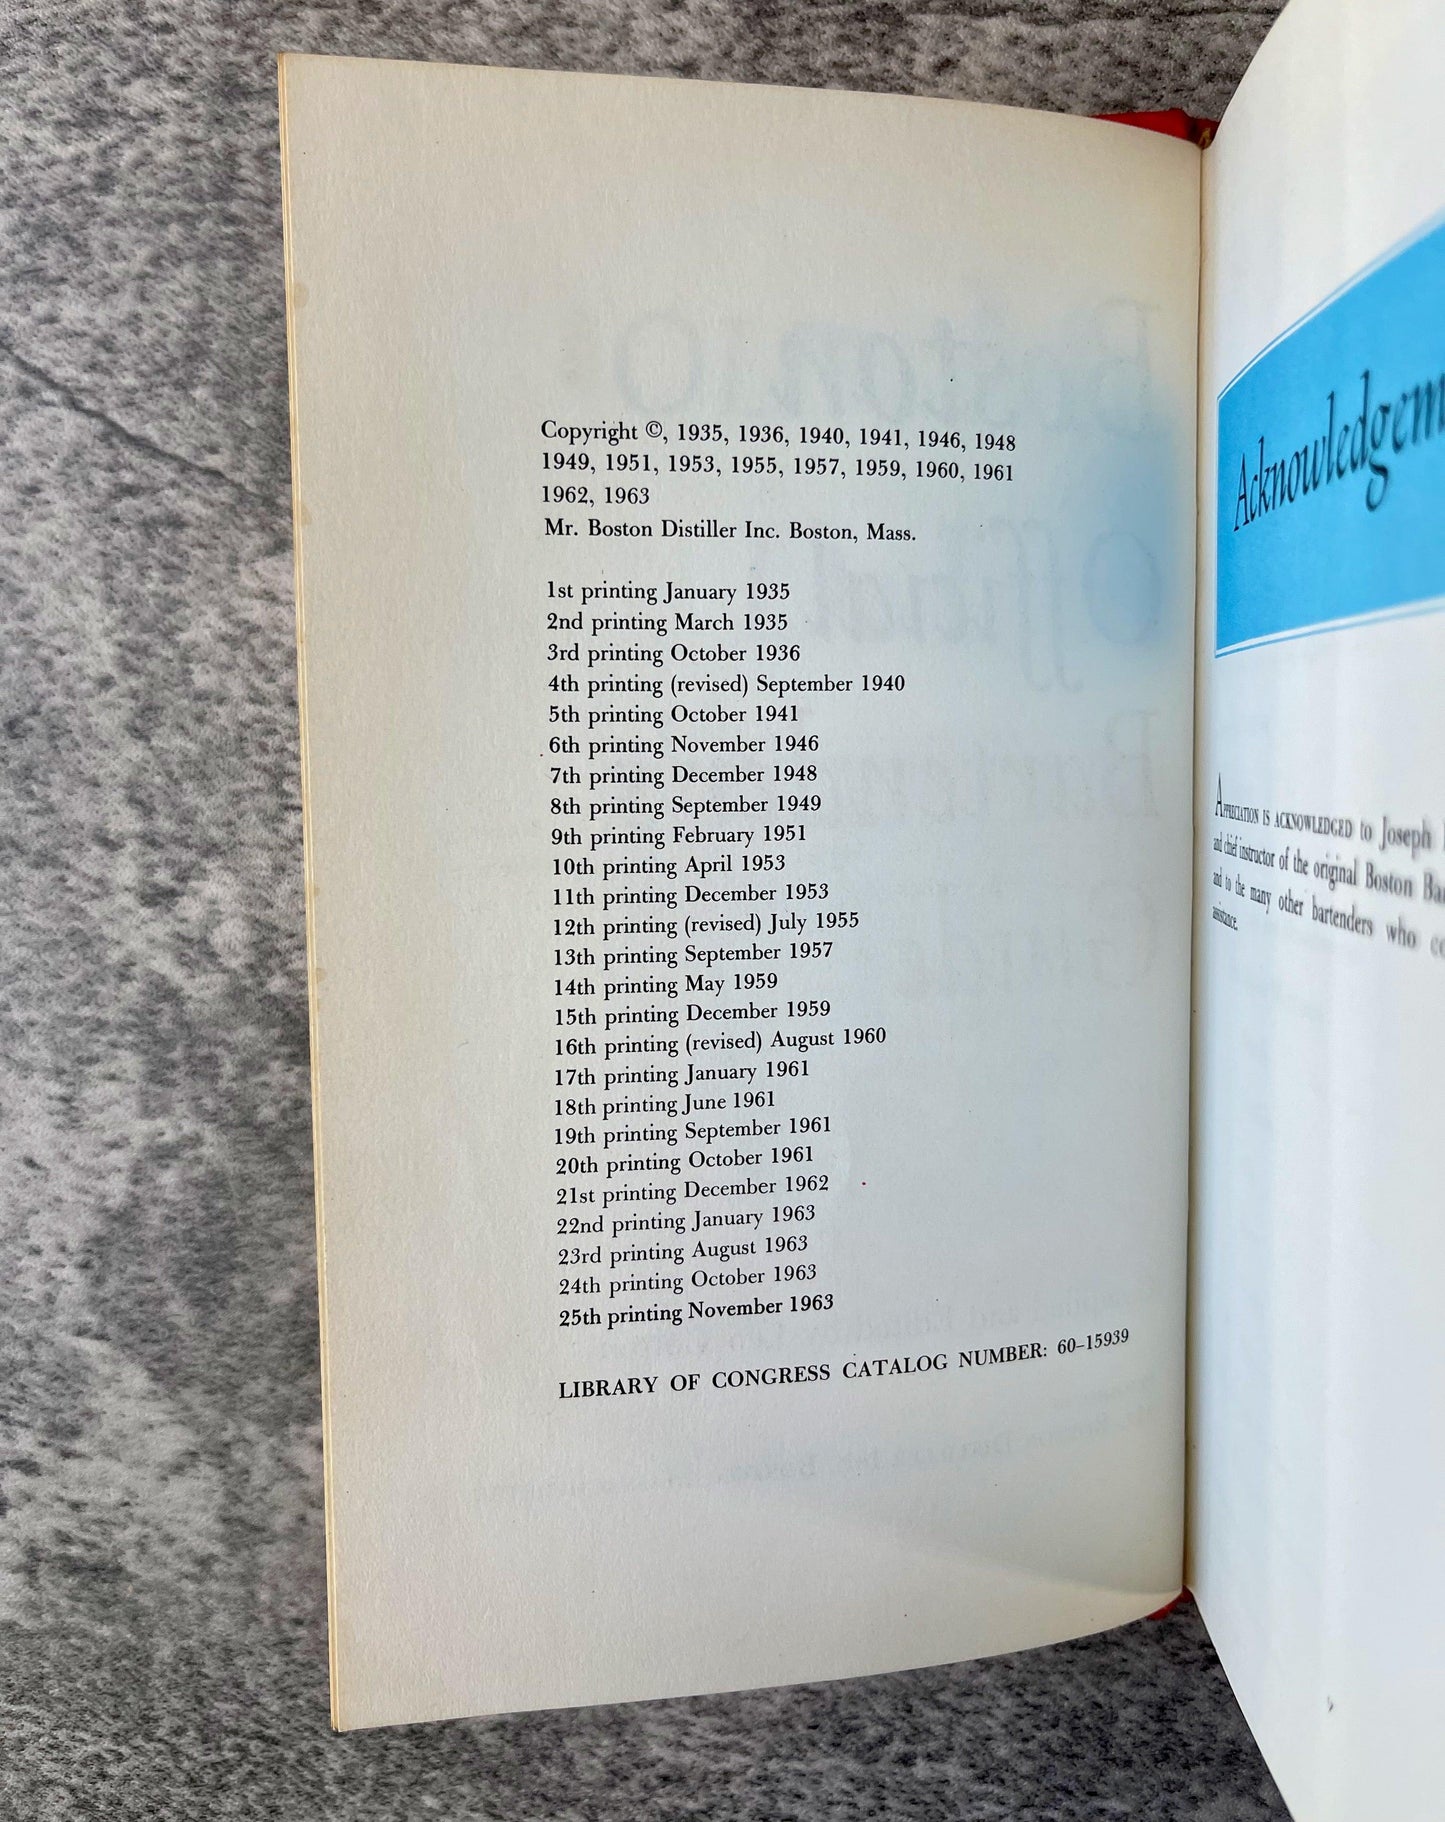 Copyright ©, 1935, 1936, 1940, 1941, 1946, 1948
1949, 1951, 1953, 1955, 1957, 1959, 1960, 1961
1962, 1963
Mr. Boston Distiller Inc. Boston, Mass.
1st printing January 1935
2nd printing March 1935
3rd printing October 1936
4th printing (revised) September 1940
5th printing October 1941
6th printing November 1946
7th printing December 1948
8th printing September 1949
9th printing February 1951
10th printing April 1953
11th printing December 1953
12th printing (revised) July 1955
13th printing September 1957
14th printing May 1959
15th printing December 1959
16th printing (revised) August 1960
17th printing January 1961
18th printing June 1961
19th printing September 1961
20th printing October 1961
21st printing December 1962
22nd printing January 1963
23rd printing August 1963
24th printing October 1963
25th printing November 1963
LIBRARY OF CONGRESS CATALOG NUMBER: 60-15939
Acknowledgem
APPRECIATION IS ACKNOWLEDGED to Joseph
and chief instructor of the original Boston Ba
and to the many other bartenders who co
assistance.